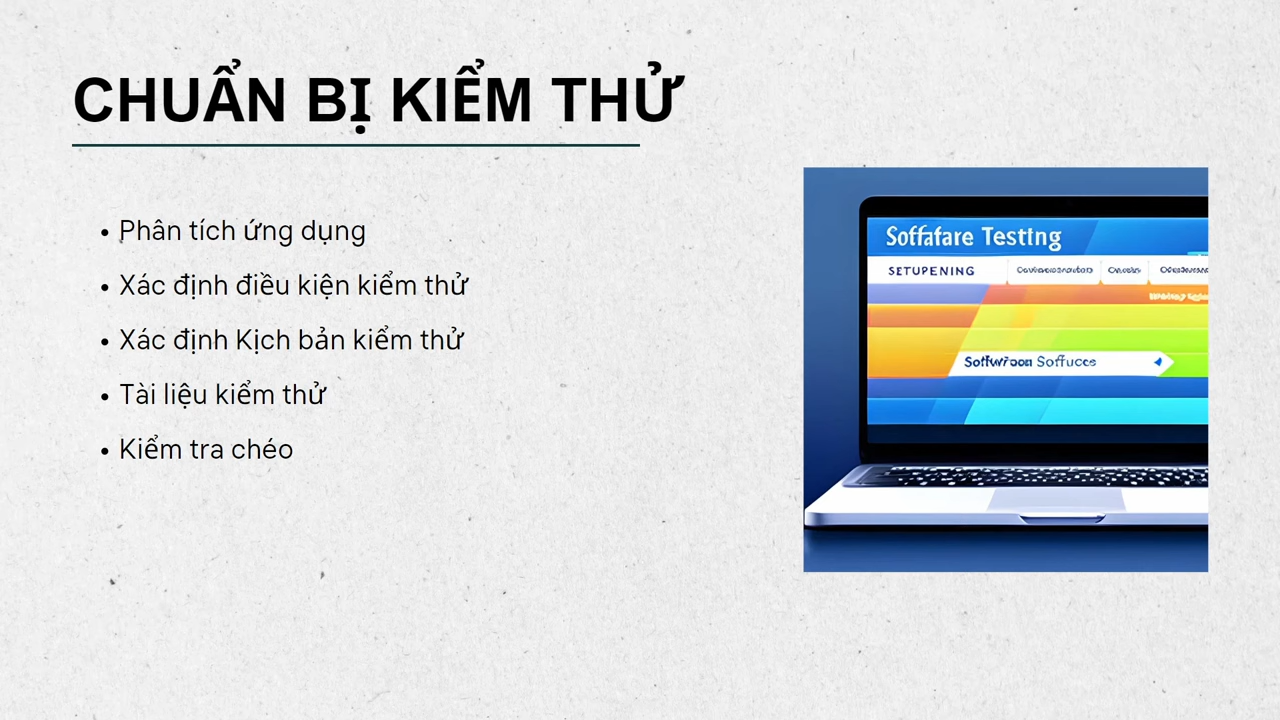 CHUẨN BỊ KIỂM THỬ
• Phân tích ứng dụng
• Xác định điều kiện kiểm thử
• Xác định Kịch bản kiểm thử
• Tài liệu kiểm thử
• Kiểm tra chéo
Soffafare Testing
SETUPENING
Soffuces